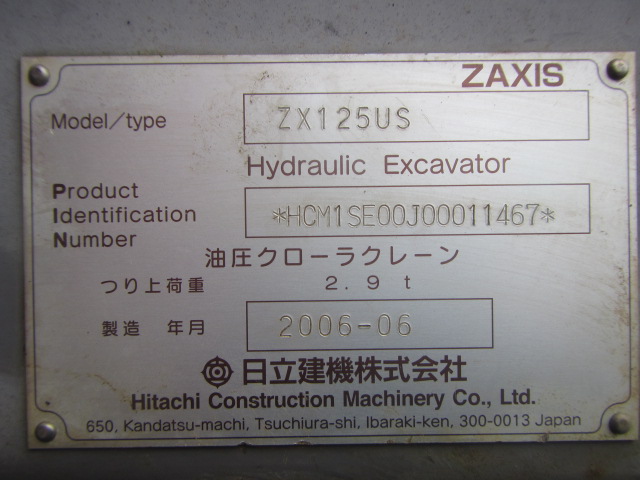 ZAXIS
Model/type ZX125US
Hydraulic Excavator
Product
Identification
Number *HCM1SE00J00011467*
油圧クローラクレーン
つり上荷重 2.9 t
製造 年月 2006-06
日立建機株式会社
Hitachi Construction Machinery Co., Ltd.
650, Kandatsu-machi, Tsuchiura-shi, Ibaraki-ken, 300-0013 Japan